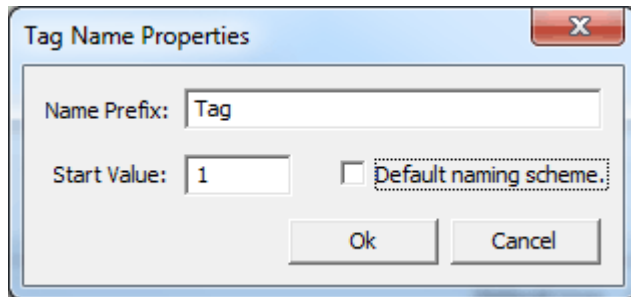 Tag Name Properties
Name Prefix: Tag
Start Value: 1 Default naming scheme.
Ok Cancel